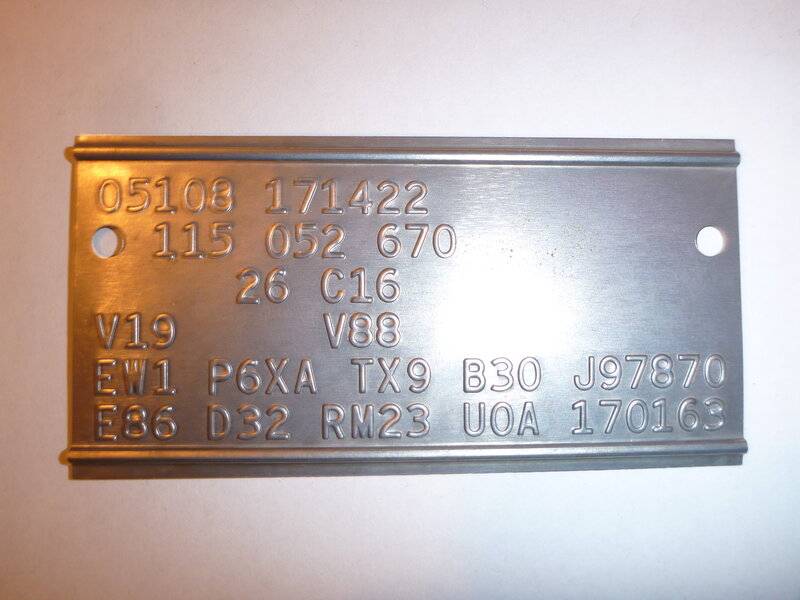 05108 171422
115 052 670
26 C16
V19 V88
EW1 P6XA TX9 B30 J97870
E86 D32 RM23 U0A 170163